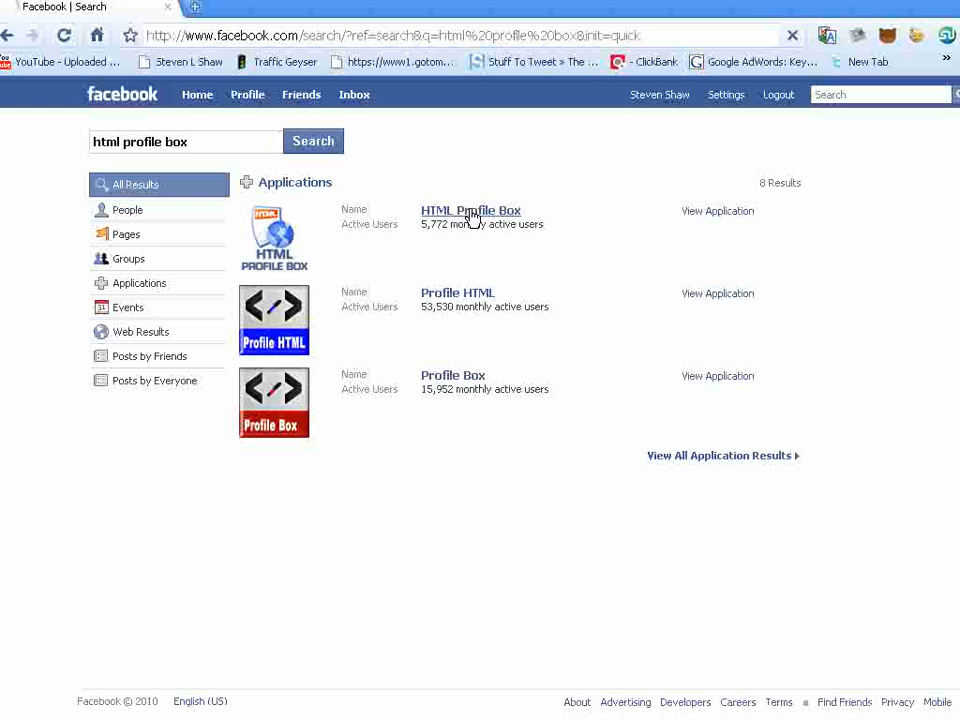 Facebook | Search
http://www.facebook.com/search/?ref=search&q=html%20profile%20box&init=quick
YouTube - Uploaded ... Steven L Shaw Traffic Geyser https://www1.gotom... Stuff To Tweet » The ... - ClickBank Google AdWords: Key... New Tab »
facebook Home Profile Friends Inbox Steven Shaw Settings Logout Search
html profile box Search
All Results
People
Pages
Groups
Applications
Events
Web Results
Posts by Friends
Posts by Everyone
Applications 8 Results
HTML
HTML
PROFILE BOX
Name HTML Profile Box View Application
Active Users 5,772 monthly active users
Profile HTML
Name Profile HTML View Application
Active Users 53,530 monthly active users
Profile Box
Name Profile Box View Application
Active Users 15,952 monthly active users
View All Application Results
Facebook © 2010 English (US) About Advertising Developers Careers Terms Find Friends Privacy Mobile